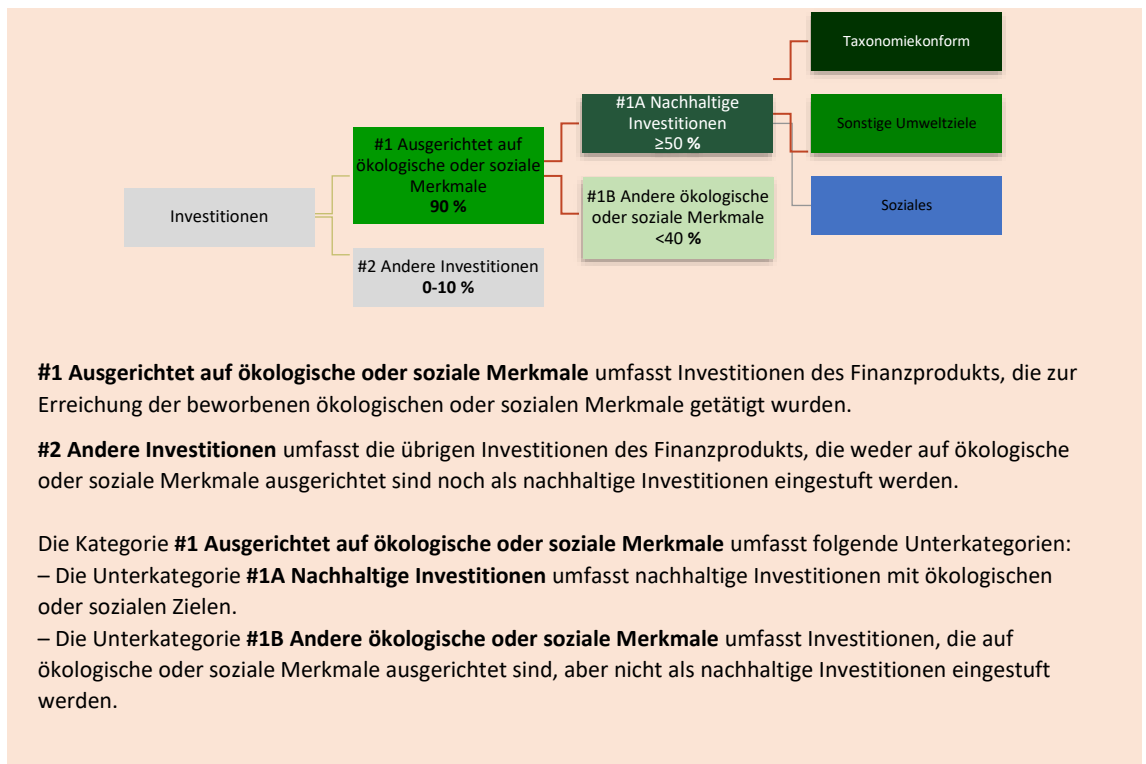 Taxonomiekonform
#1A Nachhaltige
Investitionen
≥50 %
Sonstige Umweltziele
#1 Ausgerichtet auf
ökologische oder soziale
Merkmale
90 %
#1B Andere ökologische
oder soziale Merkmale
<40 %
Soziales
Investitionen
#2 Andere Investitionen
0-10 %
#1 Ausgerichtet auf ökologische oder soziale Merkmale umfasst Investitionen des Finanzprodukts, die zur
Erreichung der beworbenen ökologischen oder sozialen Merkmale getätigt wurden.
#2 Andere Investitionen umfasst die übrigen Investitionen des Finanzprodukts, die weder auf ökologische
oder soziale Merkmale ausgerichtet sind noch als nachhaltige Investitionen eingestuft werden.
Die Kategorie #1 Ausgerichtet auf ökologische oder soziale Merkmale umfasst folgende Unterkategorien:
– Die Unterkategorie #1A Nachhaltige Investitionen umfasst nachhaltige Investitionen mit ökologischen
oder sozialen Zielen.
– Die Unterkategorie #1B Andere ökologische oder soziale Merkmale umfasst Investitionen, die auf
ökologische oder soziale Merkmale ausgerichtet sind, aber nicht als nachhaltige Investitionen eingestuft
werden.